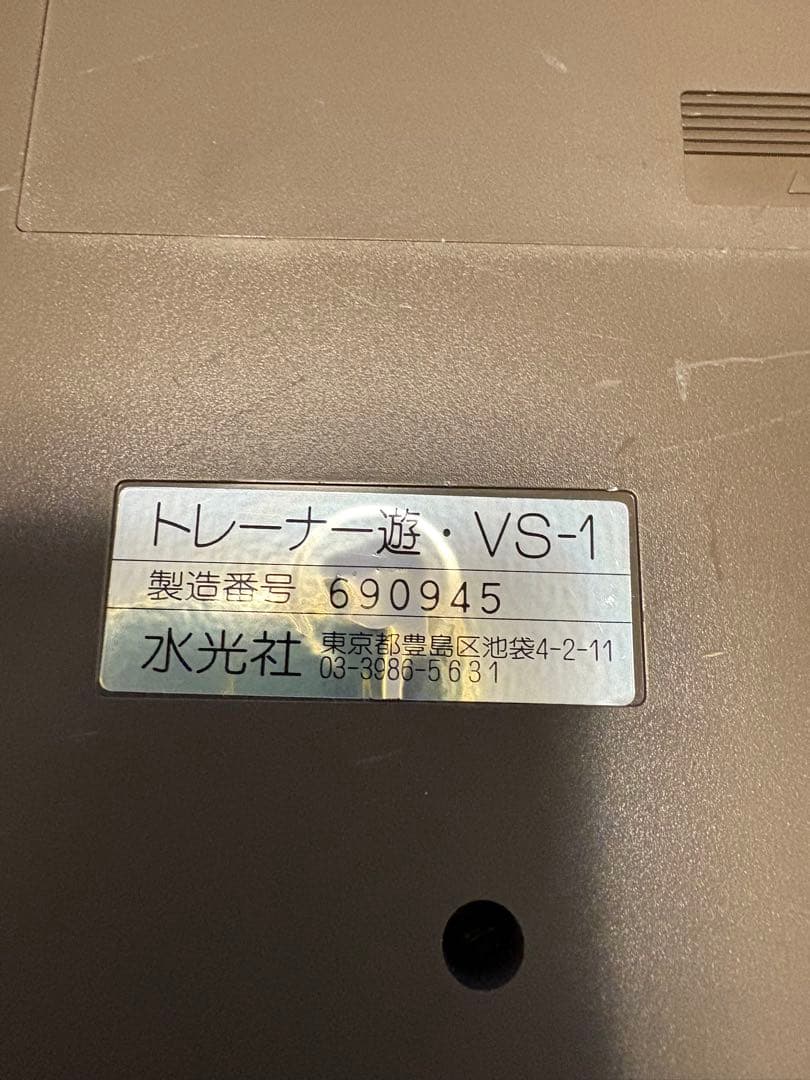 トレーナー遊・VS-1
製造番号 690945
水光社 東京都豊島区池袋4-2-11
03-3986-5631